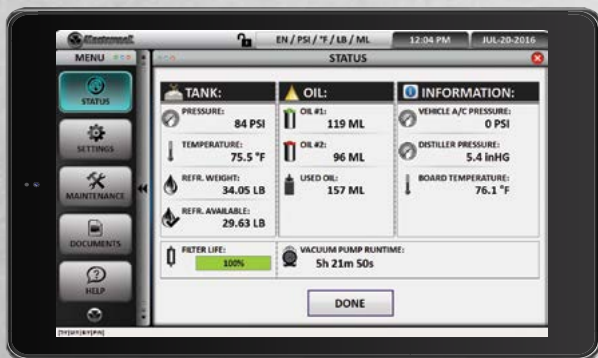 Mastercool
EN / PSI / °F / LB / ML
12:04 PM
JUL-20-2016
MENU
STATUS
STATUS
SETTINGS
MAINTENANCE
DOCUMENTS
HELP
TANK:
PRESSURE:
84 PSI
TEMPERATURE:
75.5 °F
REFR. WEIGHT:
34.05 LB
REFR. AVAILABLE:
29.63 LB
OIL:
OIL #1:
119 ML
OIL #2:
96 ML
USED OIL:
157 ML
INFORMATION:
VEHICLE A/C PRESSURE:
0 PSI
DISTILLER PRESSURE:
5.4 inHG
BOARD TEMPERATURE:
76.1 °F
FILTER LIFE:
100%
VACUUM PUMP RUNTIME:
5h 21m 50s
DONE